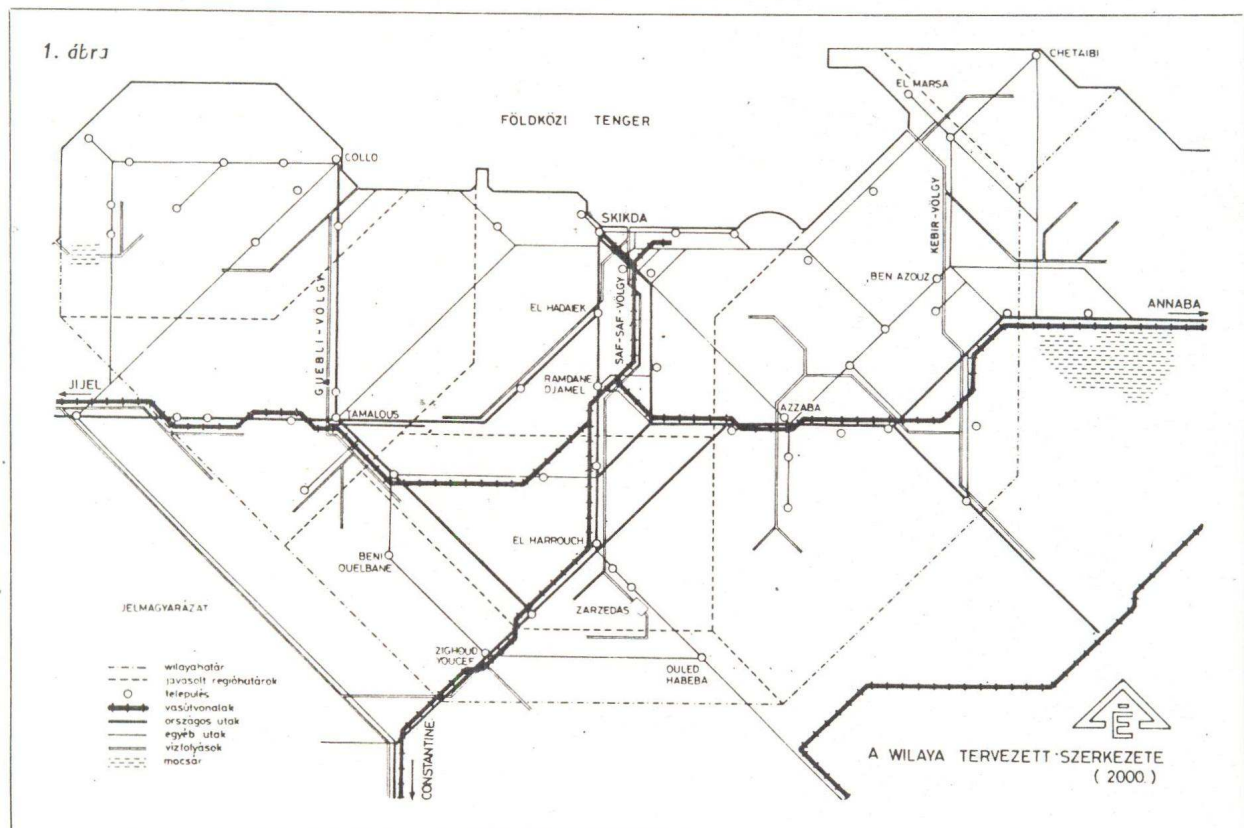 1. ábra
CHETAIBI
EL MARSA
FÖLDKÖZI TENGER
COLLO
SKIKDA
KEBIR-VÖLGY
BEN AZOUZ
ANNABA
EL HADAIEK
SAF-SAF-VÖLGY
GUEBLI-VÖLGY
JIJEL
RAMDANE
DJAMEL
TAMALOUS
AZZABA
EL HARROUCH
BENI
OUELBANE
ZARZEDAS
JELMAGYARÁZAT
ZIGHOUD
YOUCEF
OULED
HABEBA
wilayahatár
javasolt régióhatárok
település
vasútvonalak
országos utak
egyéb utak
vízfolyások
mocsár
CONSTANTINE
É
A WILAYA TERVEZETT-SZERKEZETE
( 2000.)